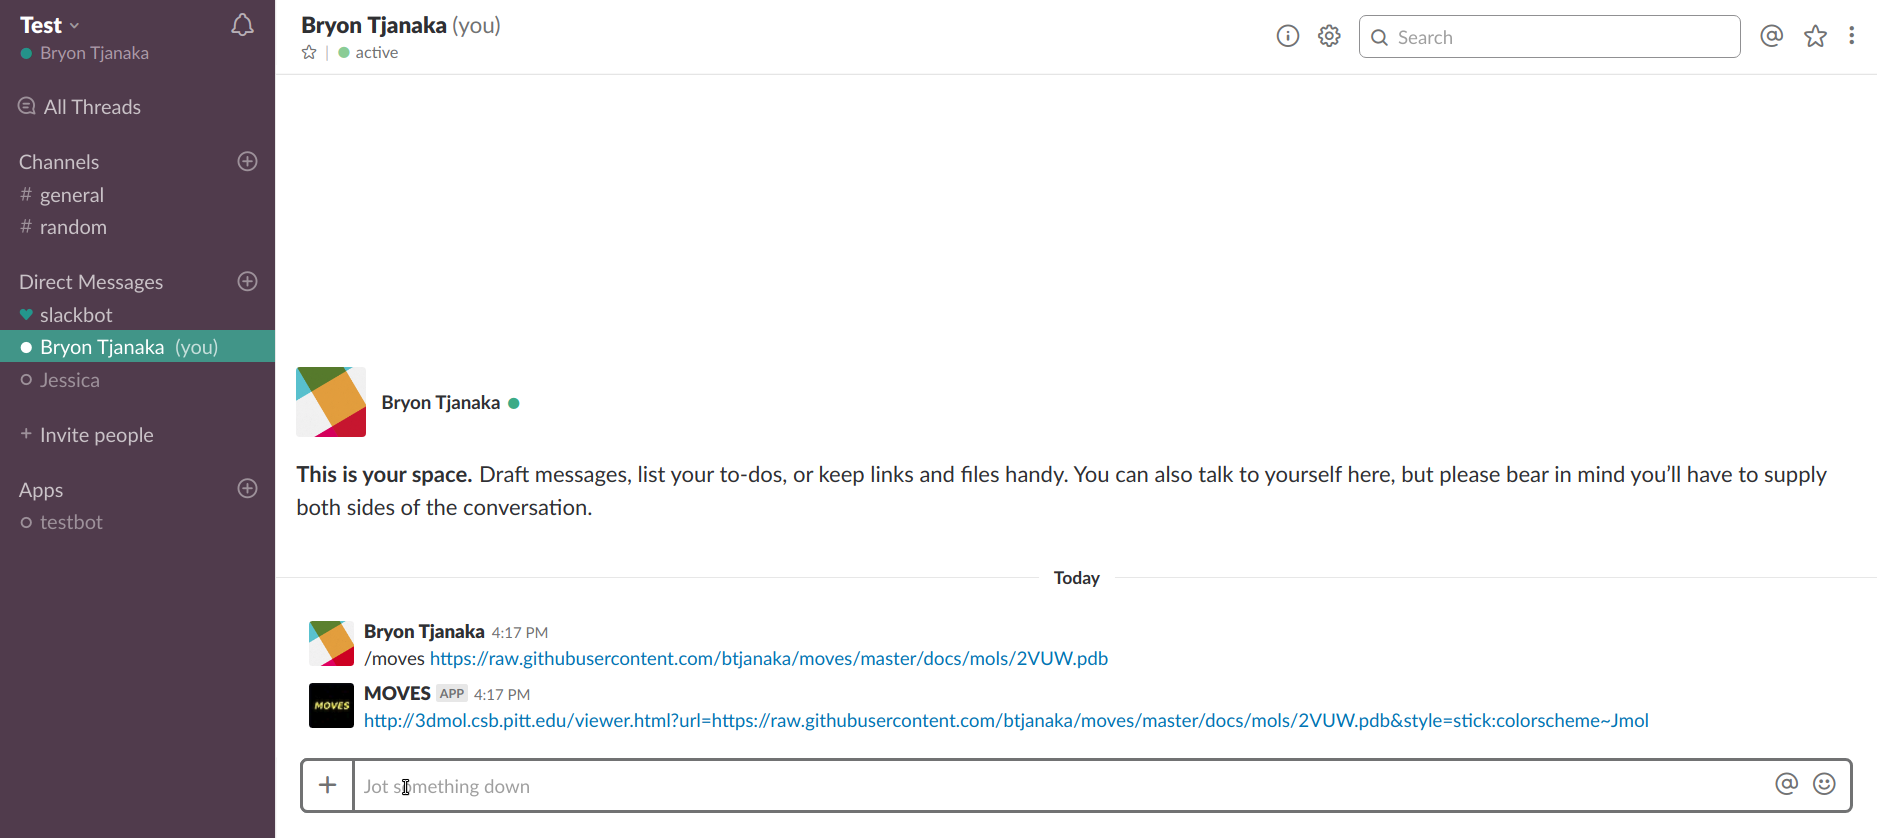 Test
Bryon Tjanaka
All Threads
Channels
# general
# random
Direct Messages
slackbot
Bryon Tjanaka (you)
Jessica
+ Invite people
Apps
testbot
Bryon Tjanaka (you)
active
Search
Bryon Tjanaka
This is your space. Draft messages, list your to-dos, or keep links and files handy. You can also talk to yourself here, but please bear in mind you’ll have to supply
both sides of the conversation.
Today
Bryon Tjanaka 4:17 PM
/moves https://raw.githubusercontent.com/btjanaka/moves/master/docs/mols/2VUW.pdb
MOVES
MOVES APP 4:17 PM
http://3dmol.csb.pitt.edu/viewer.html?url=https://raw.githubusercontent.com/btjanaka/moves/master/docs/mols/2VUW.pdb&style=stick:colorscheme~Jmol
Jot something down